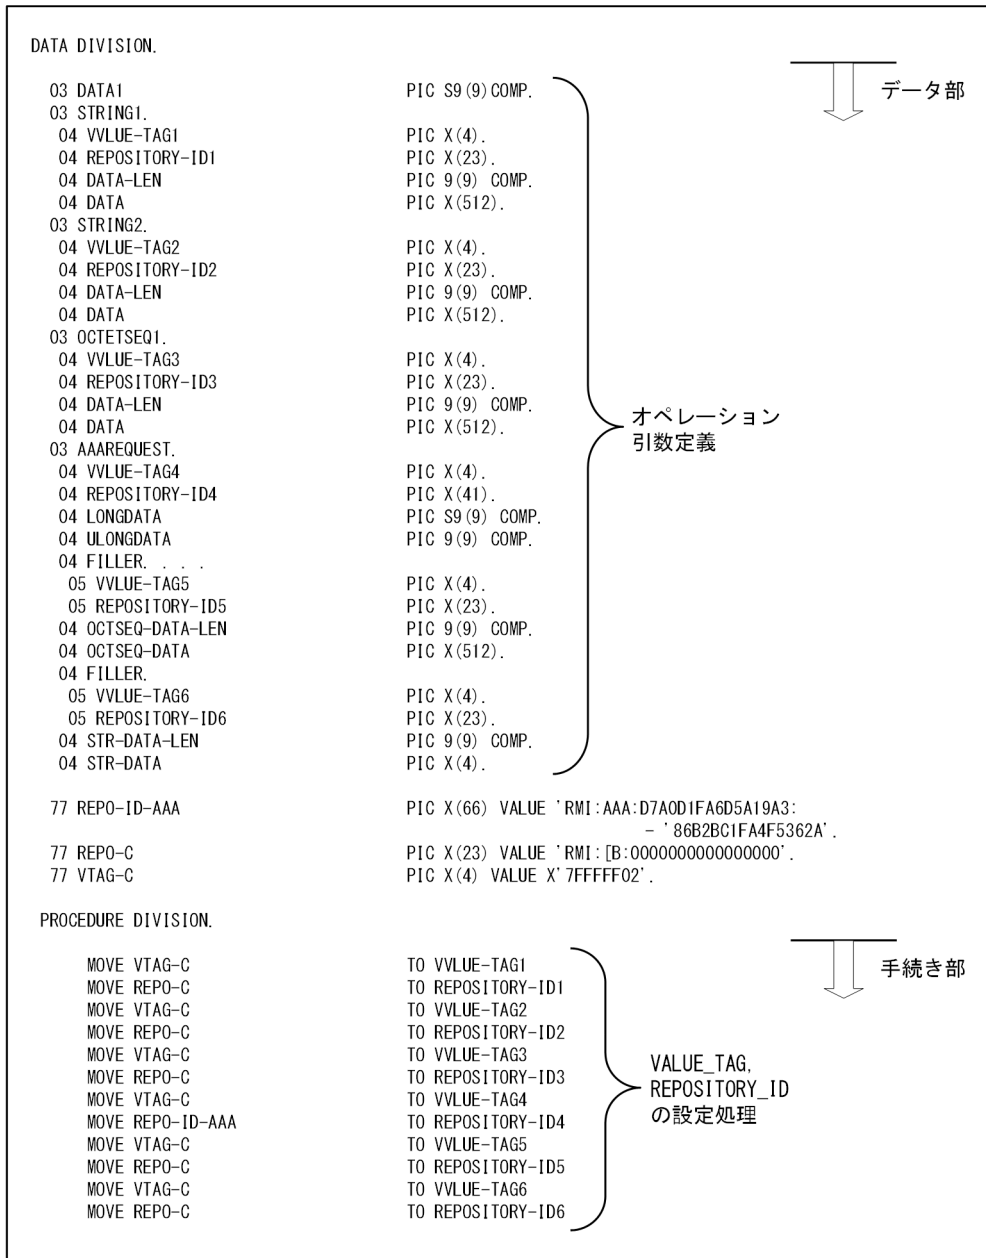 DATA DIVISION.
データ部
03 DATA1 PIC S9(9)COMP.
03 STRING1.
04 VVLUE-TAG1 PIC X(4).
04 REPOSITORY-ID1 PIC X(23).
04 DATA-LEN PIC 9(9) COMP.
04 DATA PIC X(512).
03 STRING2.
04 VVLUE-TAG2 PIC X(4).
04 REPOSITORY-ID2 PIC X(23).
04 DATA-LEN PIC 9(9) COMP.
04 DATA PIC X(512).
03 OCTETSEQ1.
04 VVLUE-TAG3 PIC X(4).
04 REPOSITORY-ID3 PIC X(23).
04 DATA-LEN PIC 9(9) COMP.
04 DATA PIC X(512).
03 AAAREQUEST.
04 VVLUE-TAG4 PIC X(4).
04 REPOSITORY-ID4 PIC X(41).
04 LONGDATA PIC S9(9) COMP.
04 ULONGDATA PIC 9(9) COMP.
04 FILLER. . . .
05 VVLUE-TAG5 PIC X(4).
05 REPOSITORY-ID5 PIC X(23).
04 OCTSEQ-DATA-LEN PIC 9(9) COMP.
04 OCTSEQ-DATA PIC X(512).
04 FILLER.
05 VVLUE-TAG6 PIC X(4).
05 REPOSITORY-ID6 PIC X(23).
04 STR-DATA-LEN PIC 9(9) COMP.
04 STR-DATA PIC X(4).
オペレーション
引数定義
77 REPO-ID-AAA PIC X(66) VALUE 'RMI:AAA:D7A0D1FA6D5A19A3:
- '86B2BC1FA4F5362A'.
77 REPO-C PIC X(23) VALUE 'RMI:[B:0000000000000000'.
77 VTAG-C PIC X(4) VALUE X'7FFFFF02'.
PROCEDURE DIVISION.
手続き部
MOVE VTAG-C TO VVLUE-TAG1
MOVE REPO-C TO REPOSITORY-ID1
MOVE VTAG-C TO VVLUE-TAG2
MOVE REPO-C TO REPOSITORY-ID2
MOVE VTAG-C TO VVLUE-TAG3
MOVE REPO-C TO REPOSITORY-ID3
MOVE VTAG-C TO VVLUE-TAG4
MOVE REPO-ID-AAA TO REPOSITORY-ID4
MOVE VTAG-C TO VVLUE-TAG5
MOVE REPO-C TO REPOSITORY-ID5
MOVE VTAG-C TO VVLUE-TAG6
MOVE REPO-C TO REPOSITORY-ID6
VALUE_TAG,
REPOSITORY_ID
の設定処理